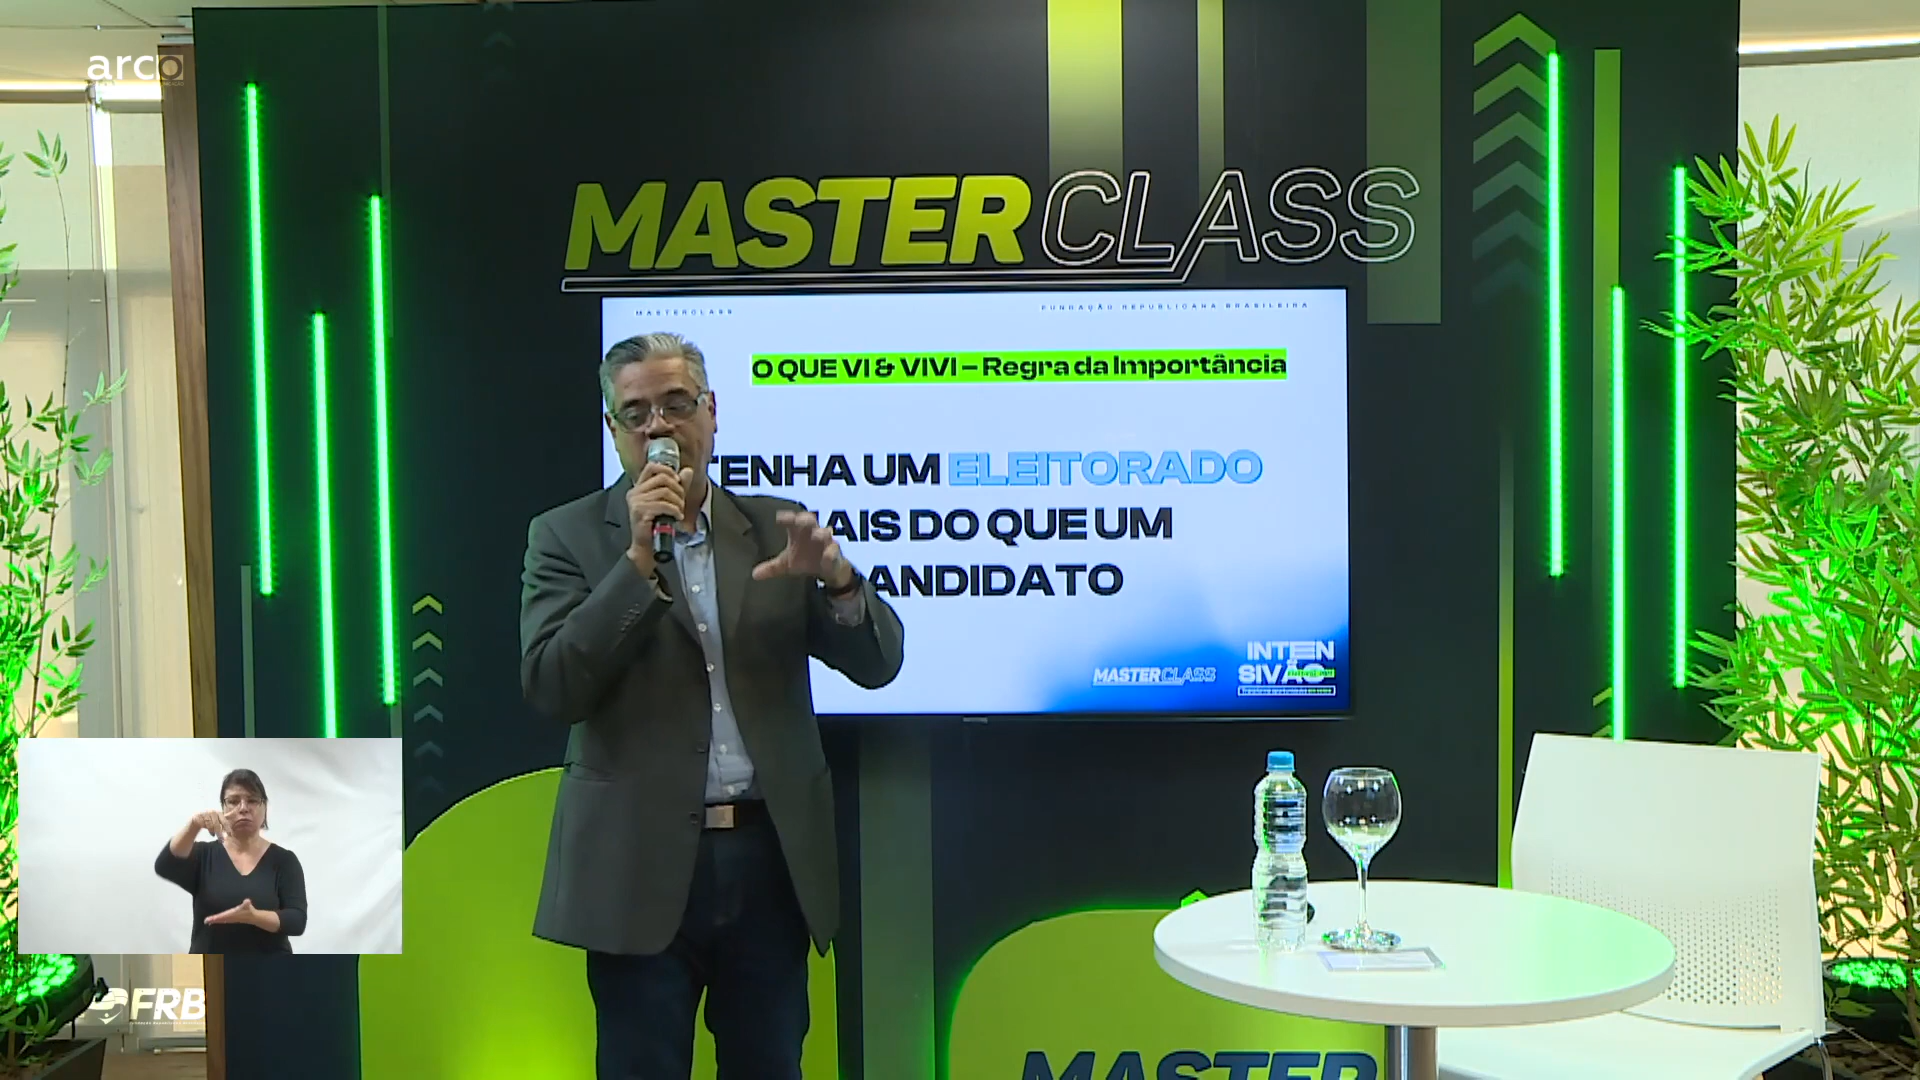 arco
MASTER CLASS
MASTERCLASS
FUNDAÇÃO REPUBLICANA BRASILEIRA
O QUE VI & VIVI – Regra da Importância
TENHA UM ELEITORADO
AIS DO QUE UM
ANDIDATO
MASTERCLASS
INTEN
SIVÃO
FRB
MASTER